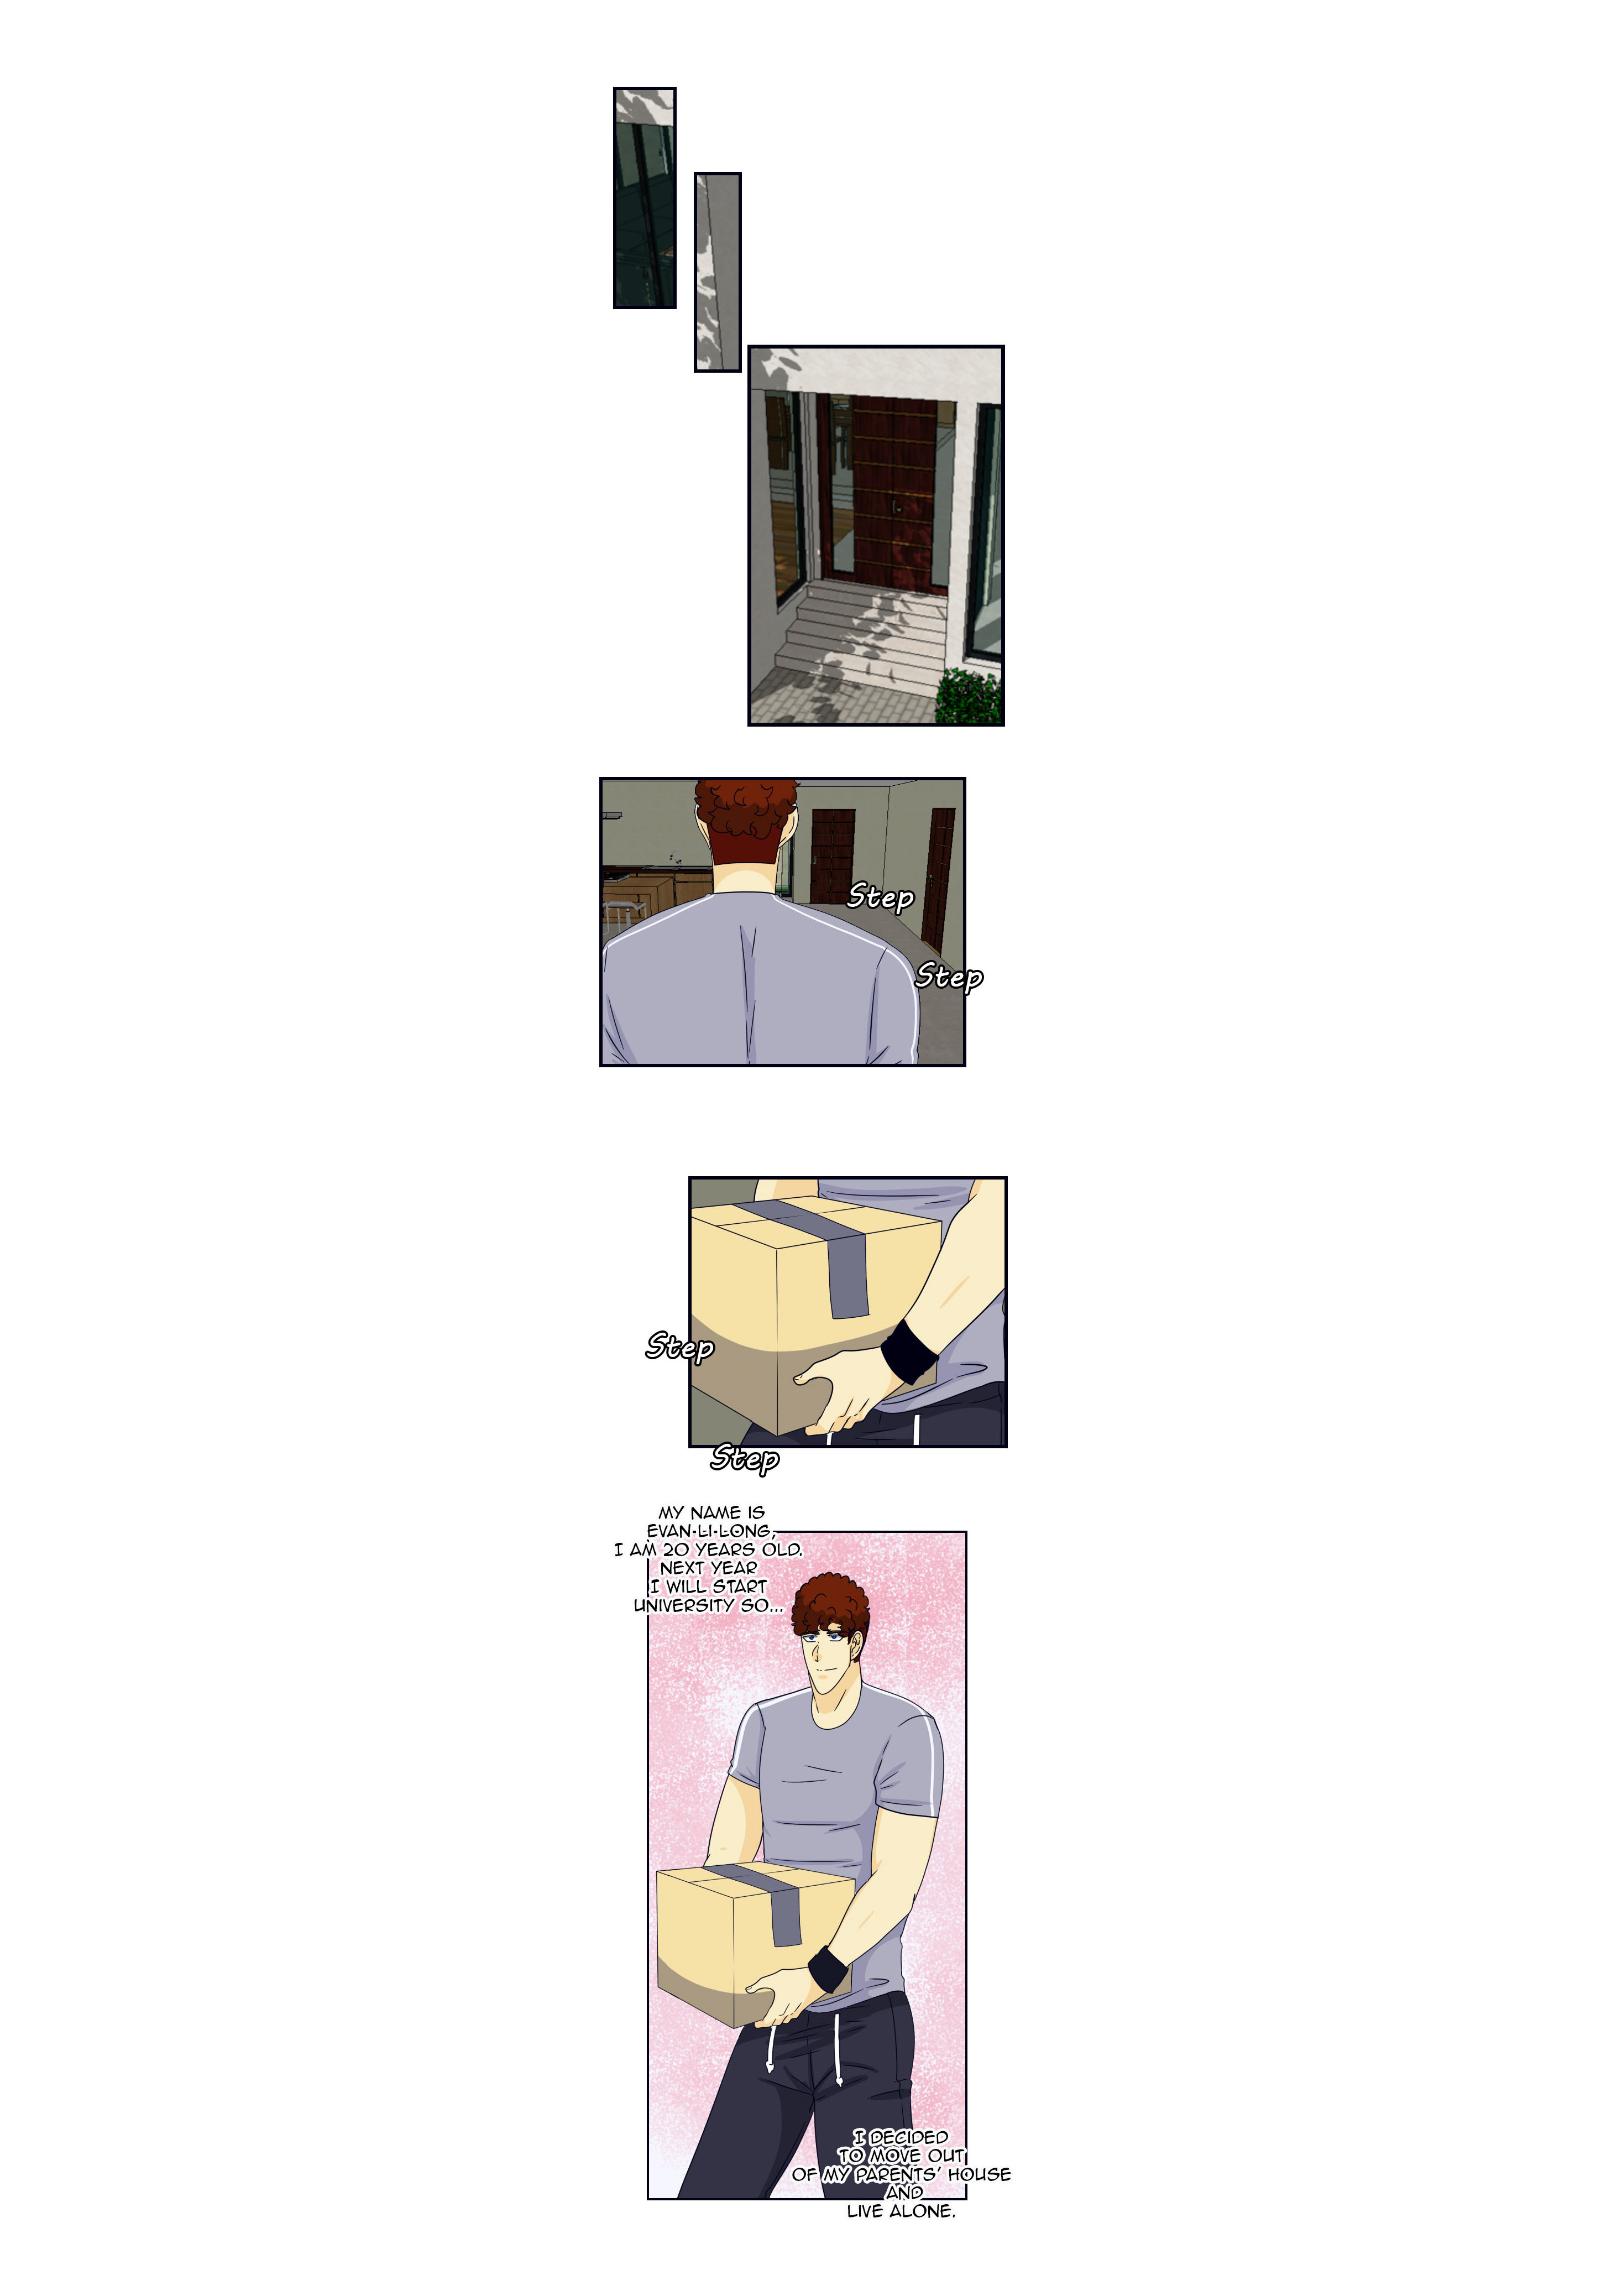 Step
Step
Step
Step
MY NAME IS
EVAN-LI-LONG,
I AM 20 YEARS OLD.
NEXT YEAR
I WILL START
UNIVERSITY SO...
I DECIDED
TO MOVE OUT
OF MY PARENTS' HOUSE
AND
LIVE ALONE.